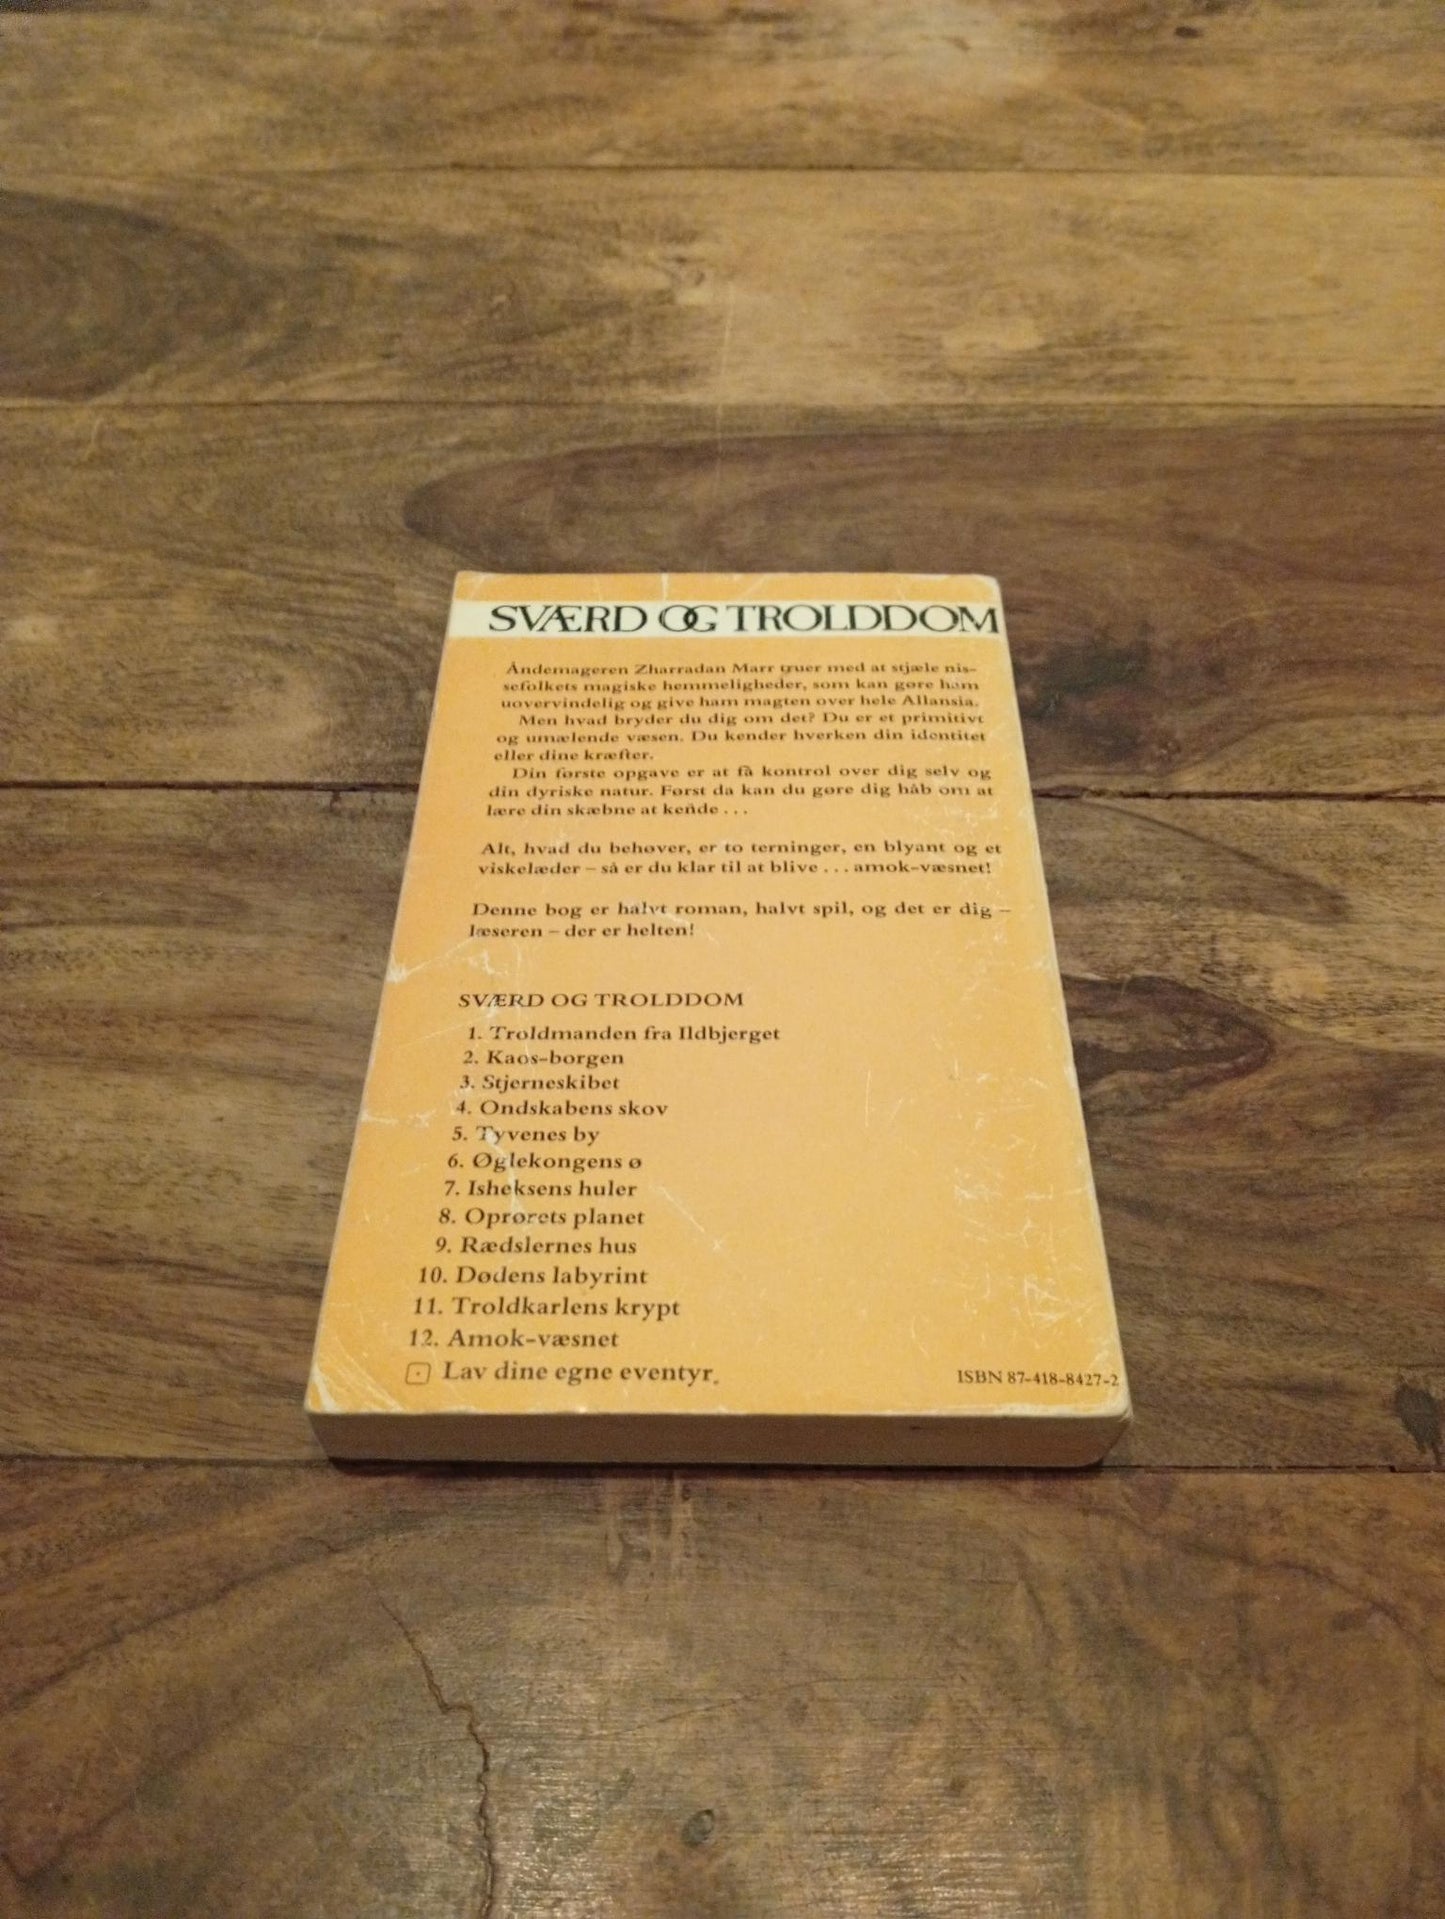 SVÆRD OG TROLDDOM
Åndemageren Zharradan Marr truer med at stjæle nis-
sefolkets magiske hemmeligheder, som kan gøre ham
uovervindelig og give ham magten over hele Allansia.
Men hvad bryder du dig om det? Du er et primitivt
og umælende væsen. Du kender hverken din identitet
eller dine kræfter.
Din første opgave er at få kontrol over dig selv og
din dyriske natur. Først da kan du gøre dig håb om at
lære din skæbne at kende . . .
Alt, hvad du behøver, er to terninger, en blyant og et
viskelæder – så er du klar til at blive . . . amok-væsnet!
Denne bog er halvt roman, halvt spil, og det er dig –
læseren – der er helten!
SVÆRD OG TROLDDOM
1. Troldmanden fra Ildbjerget
2. Kaos-borgen
3. Stjerneskibet
4. Ondskabens skov
5. Tyvenes by
6. Øglekongens ø
7. Isheksens huler
8. Oprørets planet
9. Rædslernes hus
10. Dødens labyrint
11. Troldkarlens krypt
12. Amok-væsnet
Lav dine egne eventyr.
ISBN 87-418-8427-2